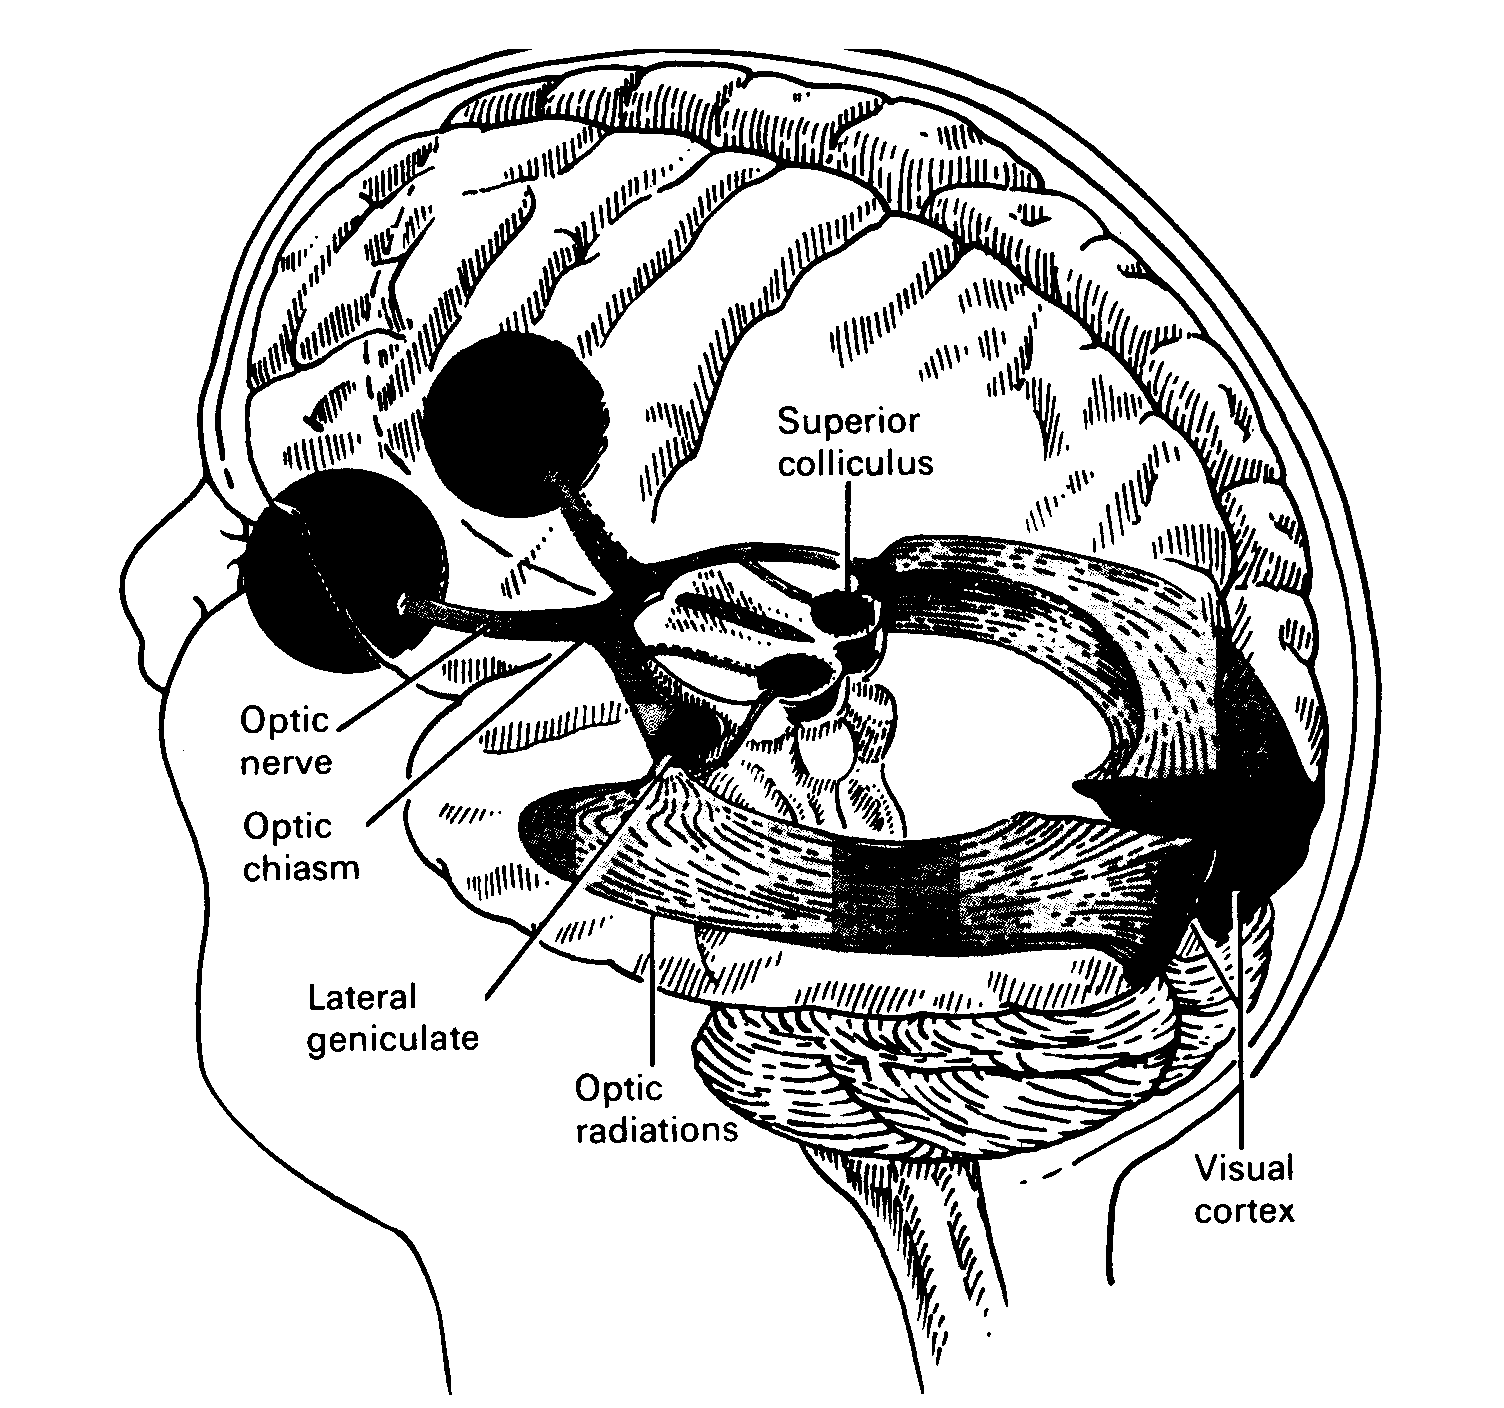 Superior
colliculus
Optic
nerve
Optic
chiasm
Lateral
geniculate
Optic
radiations
Visual
cortex